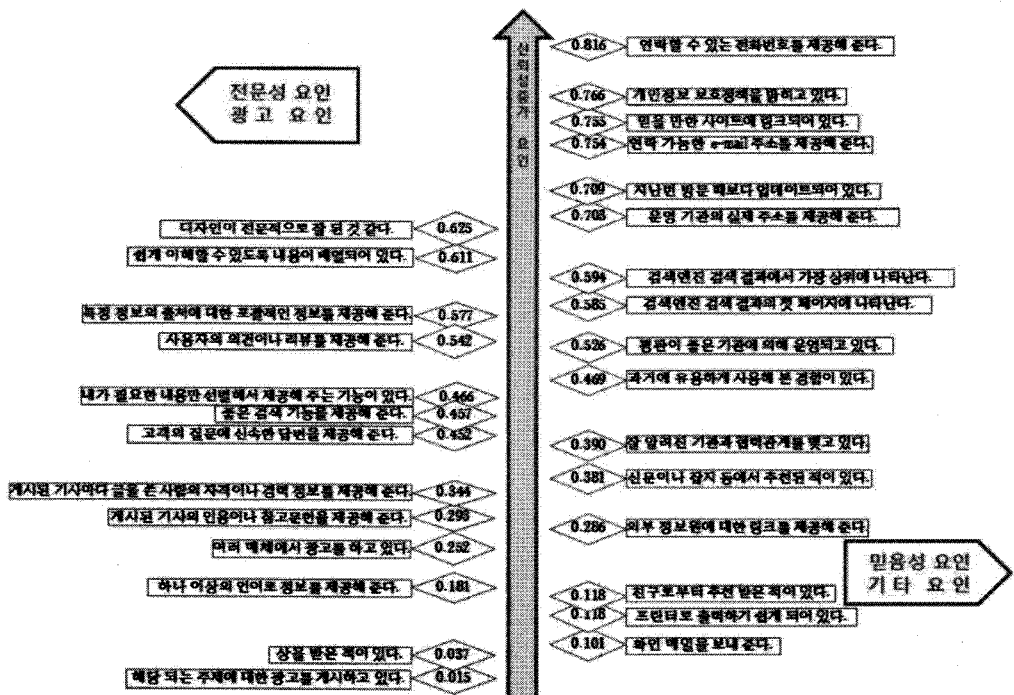 전문성 요인
광 고 요 인
신뢰성증가 요인
디자인이 전문적으로 잘 된 것 같다. 0.625
쉽게 이해할 수 있도록 내용이 배열되어 있다. 0.611
특정 정보의 출처에 대한 포괄적인 정보를 제공해 준다. 0.577
사용자의 의견이나 리뷰를 제공해 준다. 0.542
내가 필요한 내용만 선별해서 제공해 주는 기능이 있다. 0.466
좋은 검색 기능을 제공해 준다. 0.457
고객의 질문에 신속한 답변을 제공해 준다. 0.452
게시된 기사마다 글을 쓴 사람의 자격이나 경력 정보를 제공해 준다. 0.344
게시된 기사의 인용이나 참고문헌을 제공해 준다. 0.293
여러 매체에서 광고를 하고 있다. 0.252
하나 이상의 언어로 정보를 제공해 준다. 0.181
상을 받은 적이 있다. 0.037
해당 되는 주제에 대한 광고를 게시하고 있다. 0.015
0.816 연락할 수 있는 전화번호를 제공해 준다.
0.766 개인정보 보호정책을 밝히고 있다.
0.755 믿을 만한 사이트에 링크되어 있다.
0.754 연락 가능한 e-mail 주소를 제공해 준다.
0.709 지난번 방문 때보다 업데이트되어 있다.
0.703 운영 기관의 실제 주소를 제공해 준다.
0.594 검색엔진 검색 결과에서 가장 상위에 나타난다.
0.585 검색엔진 검색 결과의 첫 페이지에 나타난다.
0.526 평판이 좋은 기관에 의해 운영되고 있다.
0.469 과거에 유용하게 사용해 본 경험이 있다.
0.390 잘 알려진 기관과 협력관계를 맺고 있다.
0.381 신문이나 잡지 등에서 추천된 적이 있다.
0.286 외부 정보원에 대한 링크를 제공해 준다.
믿음성 요인
기 타 요 인
0.118 친구로부터 추천 받은 적이 있다.
0.118 프린터로 출력하기 쉽게 되어 있다.
0.101 확인 메일을 보내 준다.